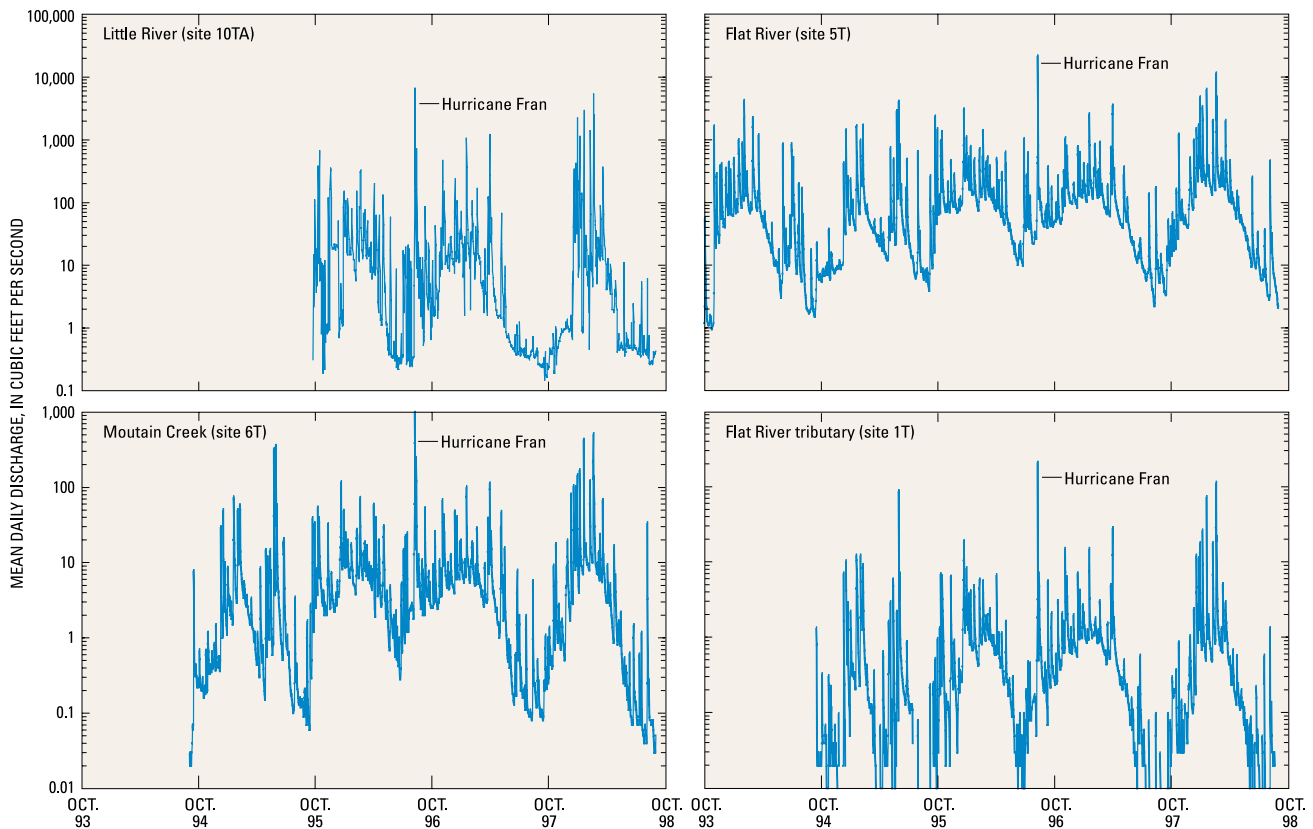 MEAN DAILY DISCHARGE, IN CUBIC FEET PER SECOND
100,000
10,000
1,000
100
10
1
0.1
Little River (site 10TA)
Hurricane Fran
Flat River (site 5T)
Hurricane Fran
1,000
100
10
1
0.1
0.01
Moutain Creek (site 6T)
Hurricane Fran
Flat River tributary (site 1T)
Hurricane Fran
OCT. OCT. OCT. OCT. OCT. OCT. OCT. OCT. OCT. OCT. OCT.
93 94 95 96 97 98 93 94 95 96 97 98